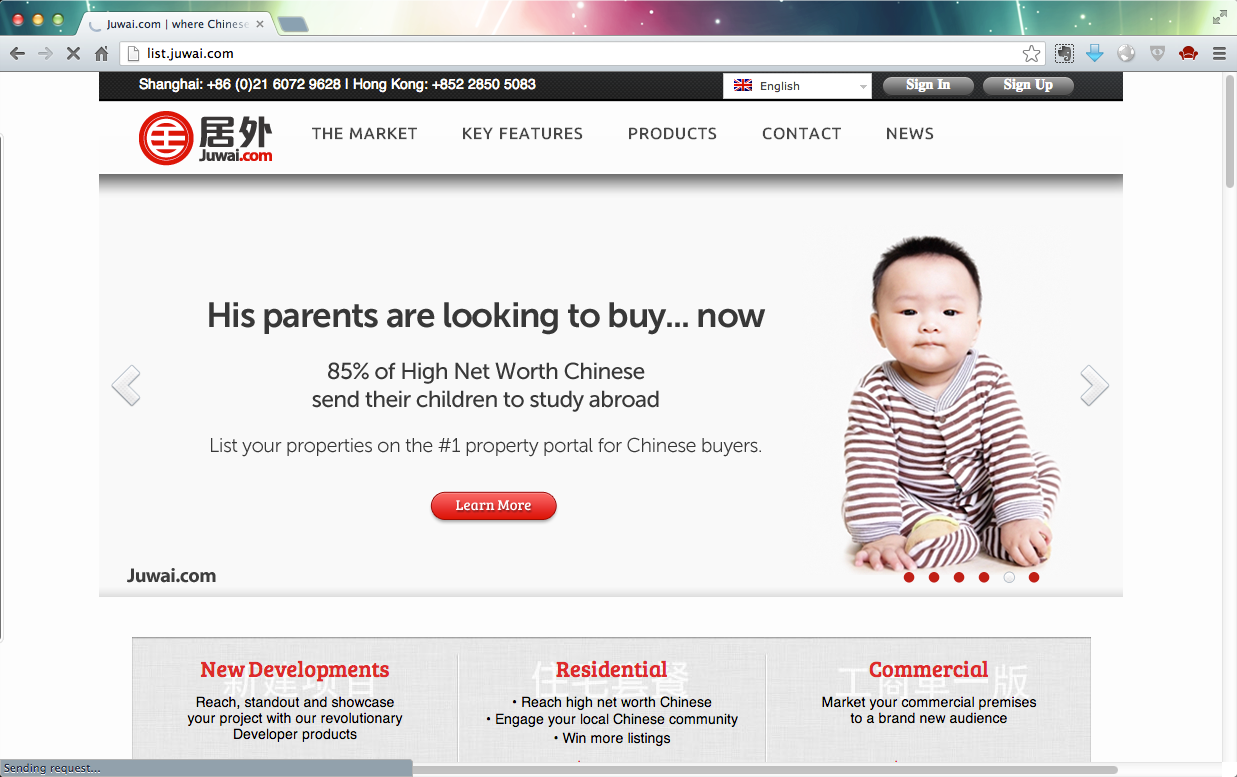 Juwai.com | where Chinese
list.juwai.com
Shanghai: +86 (0)21 6072 9628 | Hong Kong: +852 2850 5083
English
Sign In
Sign Up
居外
Juwai.com
THE MARKET
KEY FEATURES
PRODUCTS
CONTACT
NEWS
His parents are looking to buy... now
85% of High Net Worth Chinese
send their children to study abroad
List your properties on the #1 property portal for Chinese buyers.
Learn More
Juwai.com
新建项目
New Developments
Reach, standout and showcase
your project with our revolutionary
Developer products
住宅套餐
Residential
• Reach high net worth Chinese
• Engage your local Chinese community
• Win more listings
工商单一版
Commercial
Market your commercial premises
to a brand new audience
Sending request...